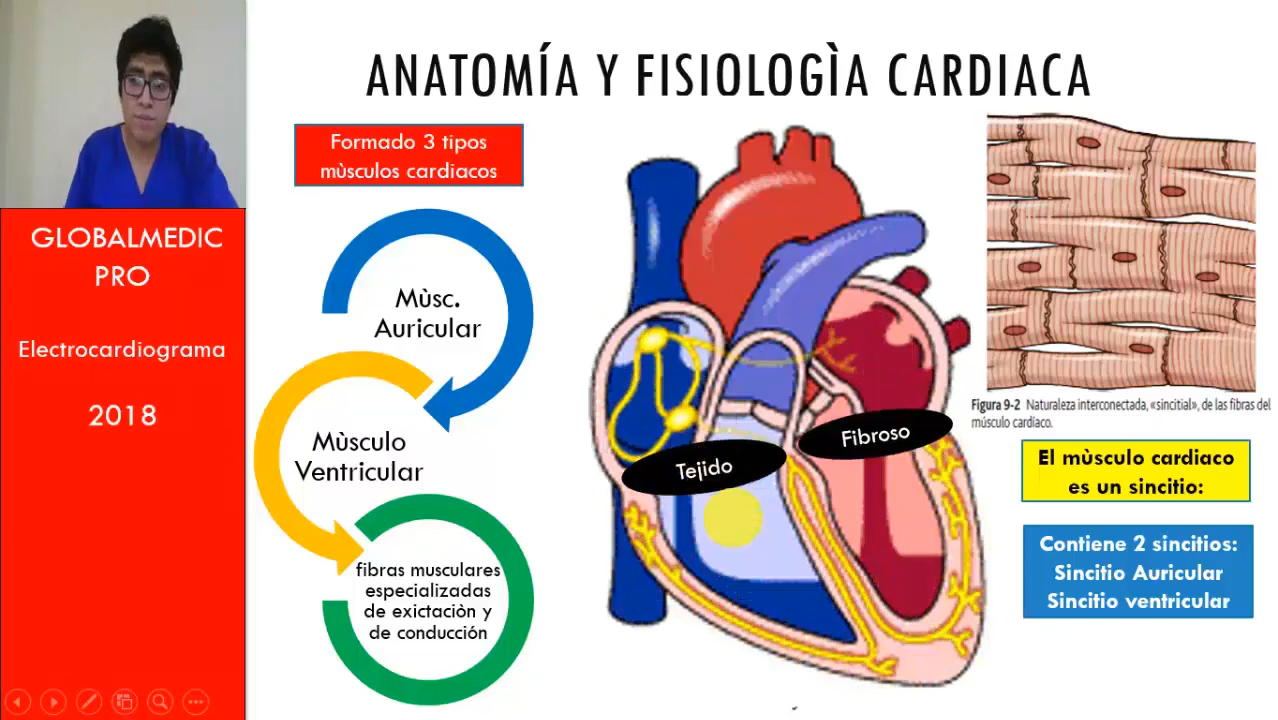 ANATOMÍA Y FISIOLOGÌA CARDIACA
GLOBALMEDIC
PRO
Electrocardiograma
2018
Formado 3 tipos
mùsculos cardiacos
Mùsc.
Auricular
Mùsculo
Ventricular
fibras musculares
especializadas
de exictaciòn y
de conducción
Tejido
Fibroso
Figura 9-2 Naturaleza interconectada, «sincitial», de las fibras del
músculo cardíaco.
El mùsculo cardiaco
es un sincitio:
Contiene 2 sincitios:
Sincitio Auricular
Sincitio ventricular